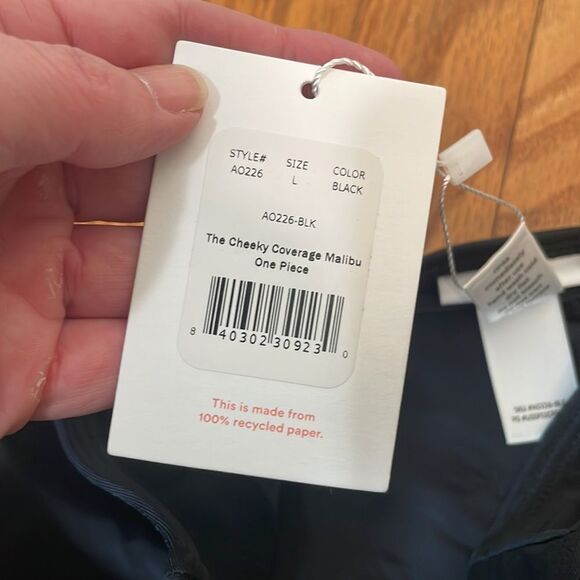 STYLE# SIZE COLOR
AO226 L BLACK
AO226-BLK
The Cheeky Coverage Malibu
One Piece
8 40302 30923 0
This is made from
100% recycled paper.